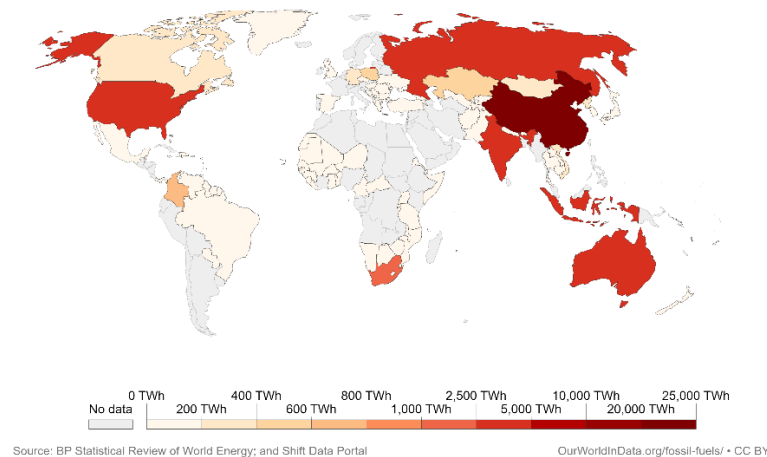 0 TWh 400 TWh 800 TWh 2,500 TWh 10,000 TWh 25,000 TWh
No data 200 TWh 600 TWh 1,000 TWh 5,000 TWh 20,000 TWh
Source: BP Statistical Review of World Energy; and Shift Data Portal OurWorldInData.org/fossil-fuels/ • CC BY